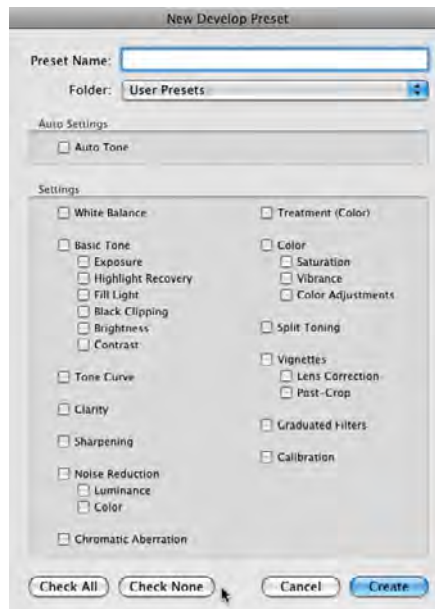 New Develop Preset
Preset Name:
Folder: User Presets
Auto Settings
Auto Tone
Settings
White Balance
Basic Tone
Exposure
Highlight Recovery
Fill Light
Black Clipping
Brightness
Contrast
Tone Curve
Clarity
Sharpening
Noise Reduction
Luminance
Color
Chromatic Aberration
Treatment (Color)
Color
Saturation
Vibrance
Color Adjustments
Split Toning
Vignettes
Lens Correction
Post-Crop
Graduated Filters
Calibration
Check All Check None Cancel Create